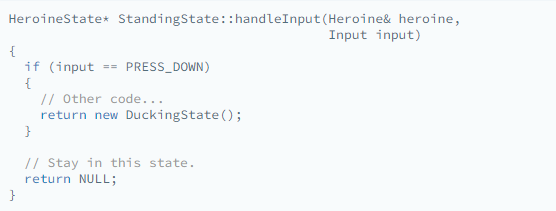 HeroineState* StandingState::handleInput(Heroine& heroine,
                                         Input input)
{
  if (input == PRESS_DOWN)
  {
    // Other code...
    return new DuckingState();
  }

  // Stay in this state.
  return NULL;
}